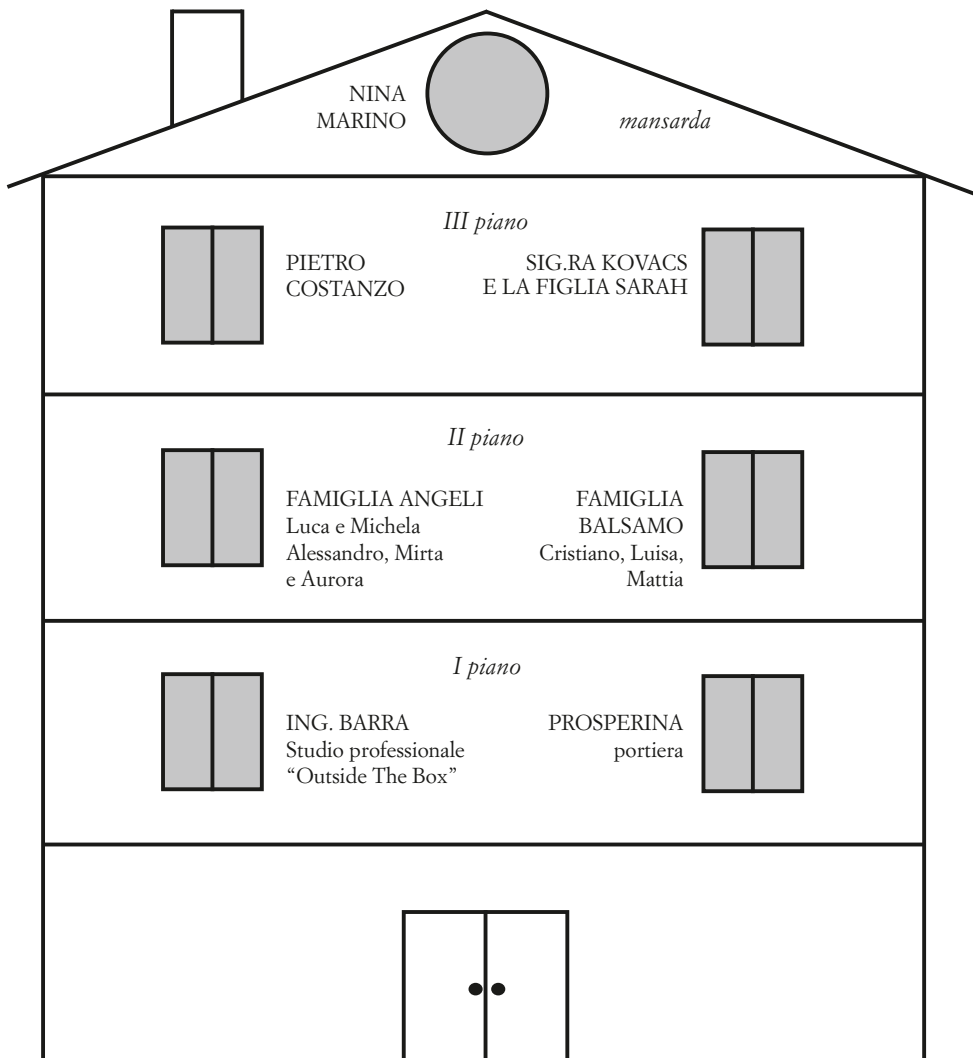 NINA
MARINO
mansarda
III piano
PIETRO
COSTANZO
SIG.RA KOVACS
E LA FIGLIA SARAH
II piano
FAMIGLIA ANGELI
Luca e Michela
Alessandro, Mirta
e Aurora
FAMIGLIA
BALSAMO
Cristiano, Luisa,
Mattia
I piano
ING. BARRA
Studio professionale
“Outside The Box”
PROSPERINA
portiera